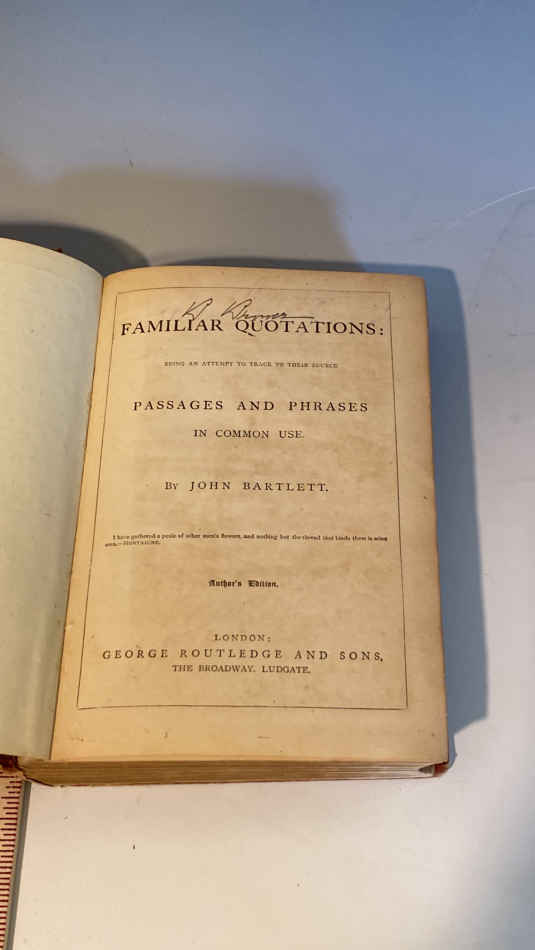 FAMILIAR QUOTATIONS:
BEING AN ATTEMPT TO TRACE TO THEIR SOURCE
PASSAGES AND PHRASES
IN COMMON USE.
BY JOHN BARTLETT.
I have gathered a posie of other men's flowers, and nothing but the thread that binds them is mine
own.—MONTAIGNE.
Author's Edition.
LONDON:
GEORGE ROUTLEDGE AND SONS,
THE BROADWAY, LUDGATE.